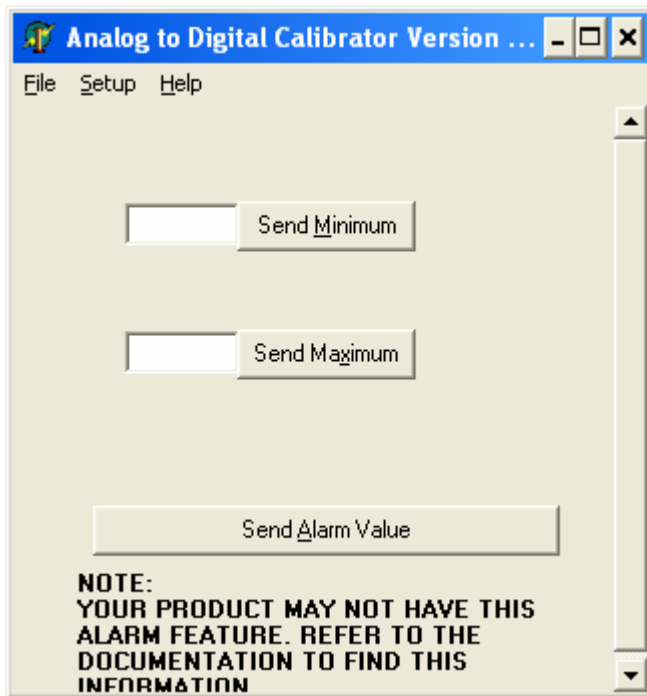 Analog to Digital Calibrator Version ...
File Setup Help
Send Minimum
Send Maximum
Send Alarm Value
NOTE:
YOUR PRODUCT MAY NOT HAVE THIS
ALARM FEATURE. REFER TO THE
DOCUMENTATION TO FIND THIS
INFORMATION